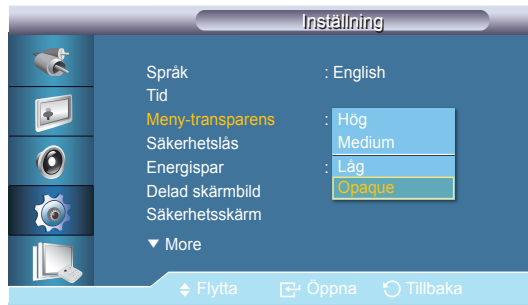 Inställning
Språk : English
Tid
Meny-transparens : Hög
Säkerhetslås Medium
Energispar : Låg
Delad skärmbild Opaque
Säkerhetsskärm
▼ More
Flytta Öppna Tillbaka